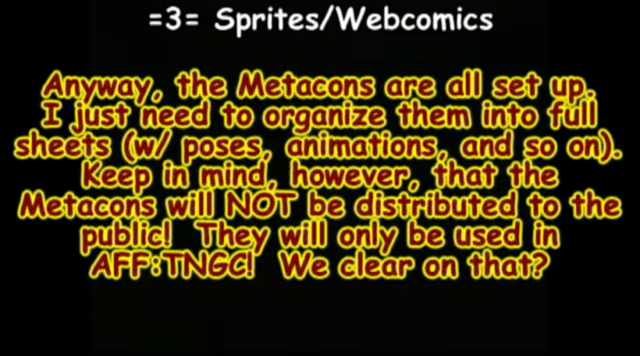 =3= Sprites/Webcomics
Anyway, the Metacons are all set up.
I just need to organize them into full
sheets (w/ poses, animations, and so on).
Keep in mind, however, that the
Metacons will NOT be distributed to the
public!  They will only be used in
AFF:TNGC!  We clear on that?